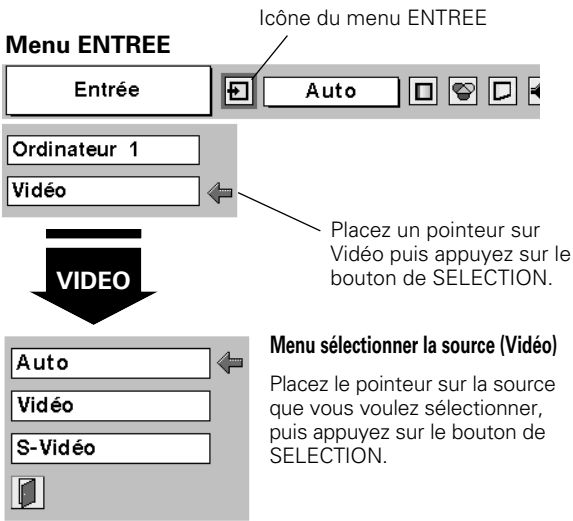 Icône du menu ENTREE
Menu ENTREE
Entrée
Auto
Ordinateur 1
Vidéo
Placez un pointeur sur
Vidéo puis appuyez sur le
bouton de SELECTION.
VIDEO
Menu sélectionner la source (Vidéo)
Auto
Placez le pointeur sur la source
que vous voulez sélectionner,
puis appuyez sur le bouton de
SELECTION.
Vidéo
S-Vidéo